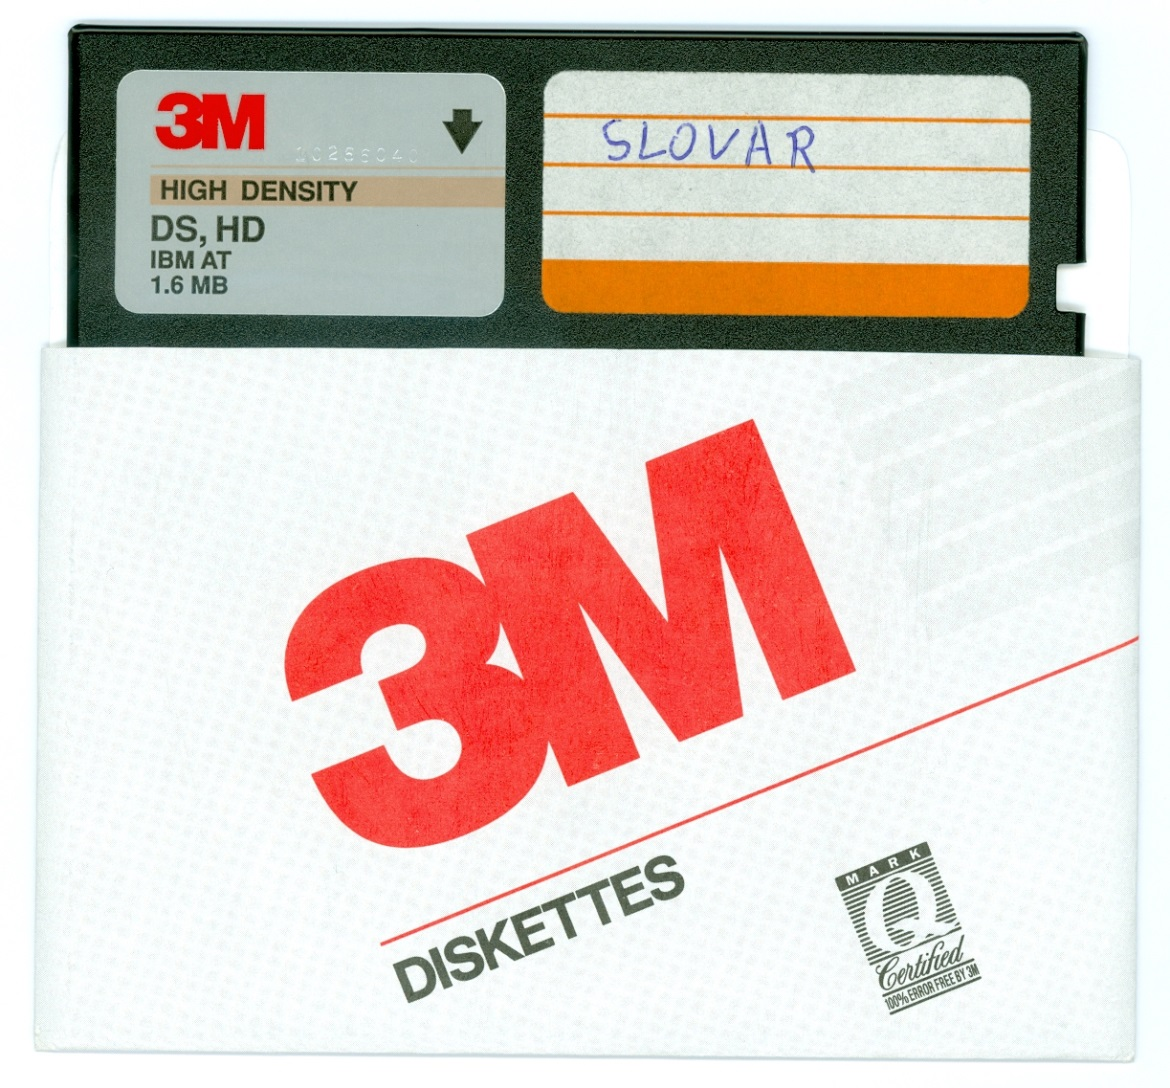 3M
HIGH DENSITY
DS, HD
IBM AT
1.6 MB
SLOVAR
3M
DISKETTES
MARK
Q
Certified
100% ERROR FREE BY 3M